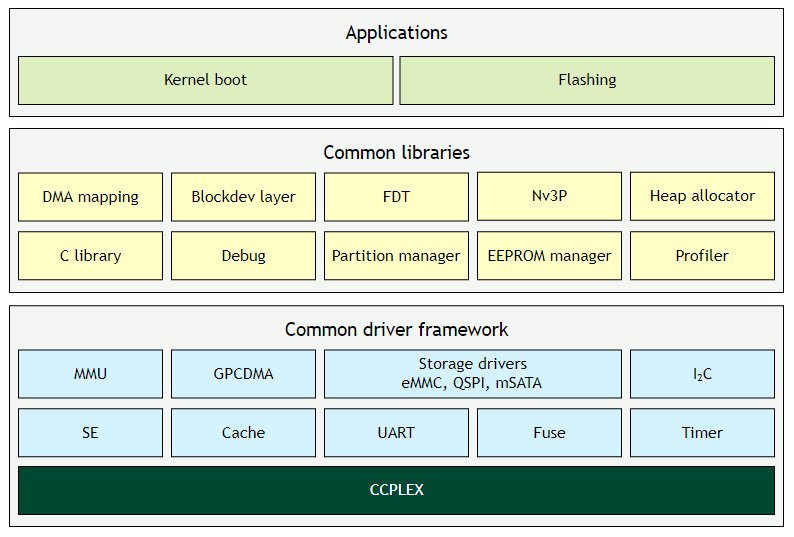 Applications
Kernel boot
Flashing
Common libraries
DMA mapping
Blockdev layer
FDT
Nv3P
Heap allocator
C library
Debug
Partition manager
EEPROM manager
Profiler
Common driver framework
MMU
GPCDMA
Storage drivers
eMMC, QSPI, mSATA
I₂C
SE
Cache
UART
Fuse
Timer
CCPLEX